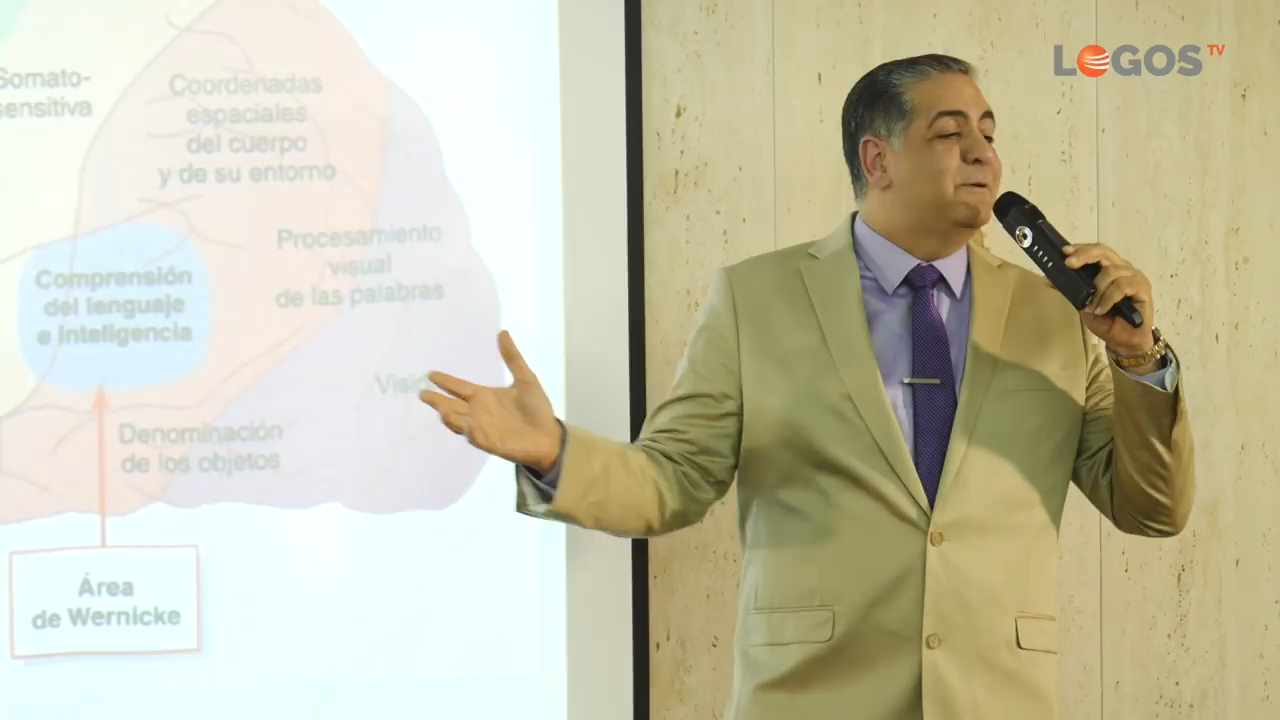 Somato-
sensitiva
Coordenadas
espaciales
del cuerpo
y de su entorno
Procesamiento
visual
de las palabras
Comprensión
del lenguaje
e inteligencia
Denominación
de los objetos
Área
de Wernicke
LOGOS TV